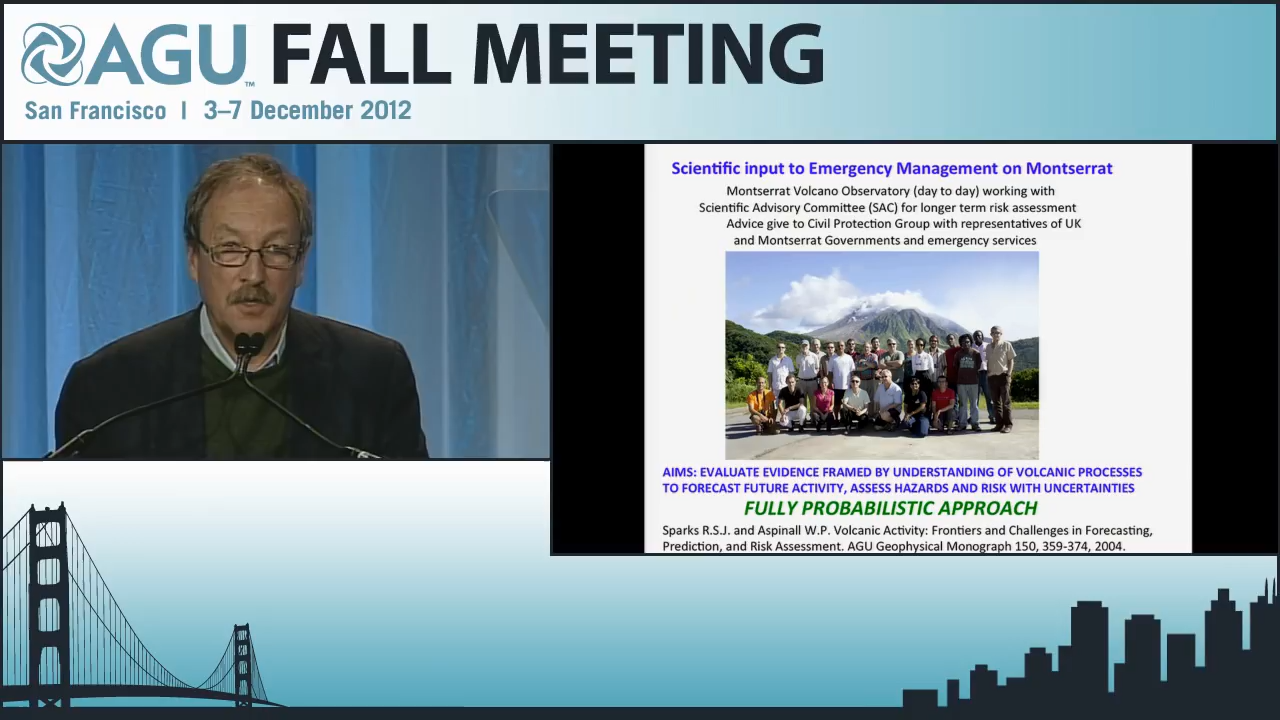 AGU™ FALL MEETING
San Francisco | 3–7 December 2012
Scientific input to Emergency Management on Montserrat
Montserrat Volcano Observatory (day to day) working with
Scientific Advisory Committee (SAC) for longer term risk assessment
Advice give to Civil Protection Group with representatives of UK
and Montserrat Governments and emergency services
AIMS: EVALUATE EVIDENCE FRAMED BY UNDERSTANDING OF VOLCANIC PROCESSES
TO FORECAST FUTURE ACTIVITY, ASSESS HAZARDS AND RISK WITH UNCERTAINTIES
FULLY PROBABILISTIC APPROACH
Sparks R.S.J. and Aspinall W.P. Volcanic Activity: Frontiers and Challenges in Forecasting,
Prediction, and Risk Assessment. AGU Geophysical Monograph 150, 359-374, 2004.